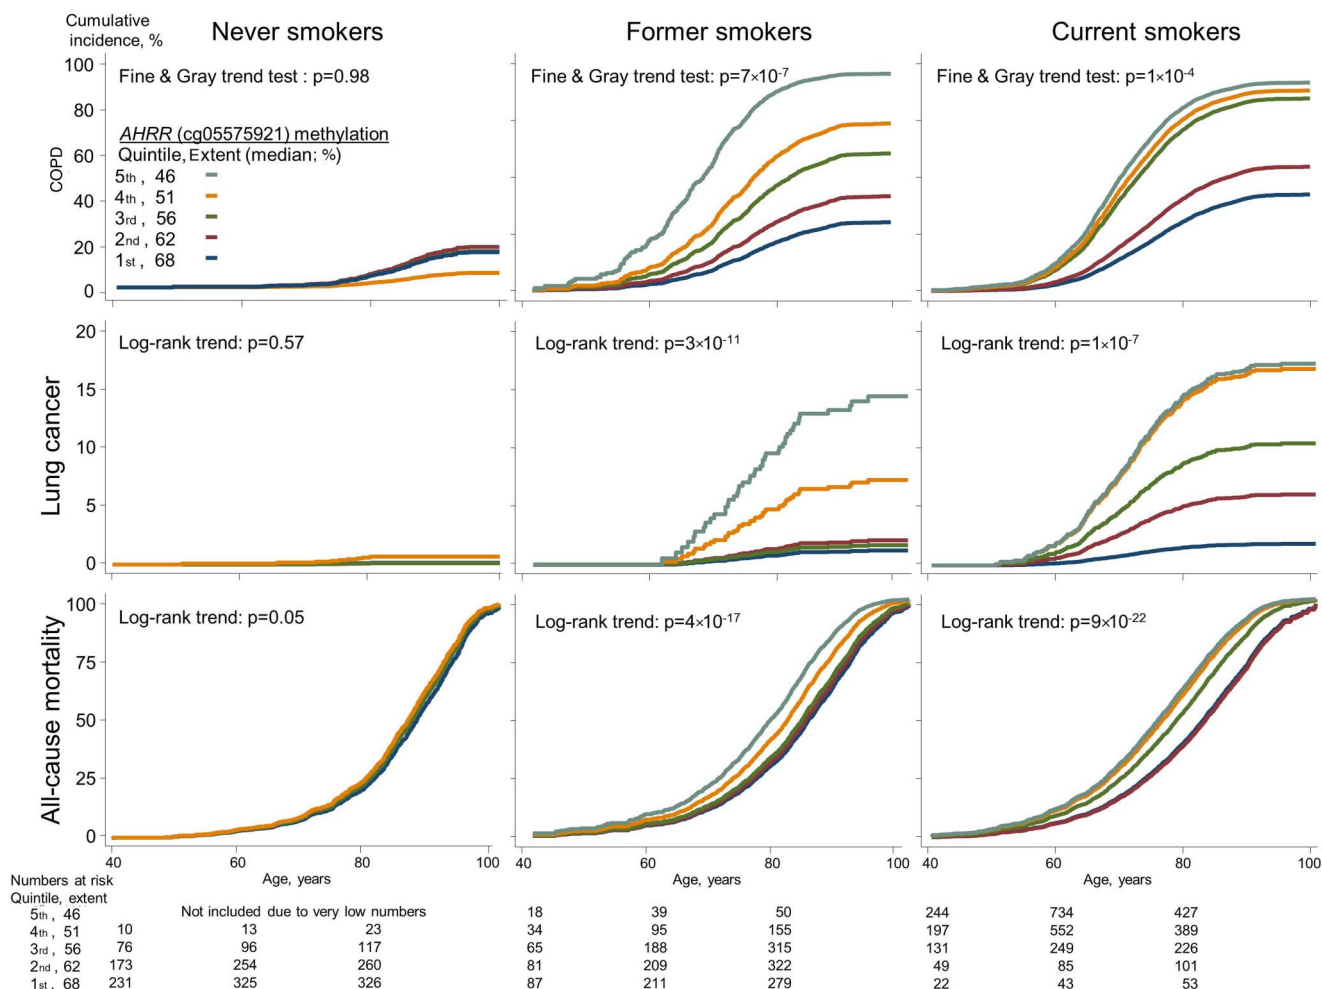 Cumulative incidence, %
Never smokers
Former smokers
Current smokers
COPD
100
80
60
40
20
0
Fine & Gray trend test : p=0.98
AHRR (cg05575921) methylation
Quintile, Extent (median; %)
5th , 46
4th , 51
3rd , 56
2nd , 62
1st , 68
Fine & Gray trend test: p=7×10-7
Fine & Gray trend test: p=1×10-4
Lung cancer
20
15
10
5
0
Log-rank trend: p=0.57
Log-rank trend: p=3×10-11
Log-rank trend: p=1×10-7
All-cause mortality
100
75
50
25
0
Log-rank trend: p=0.05
Log-rank trend: p=4×10-17
Log-rank trend: p=9×10-22
40 60 80 100 40 60 80 100 40 60 80 100
Age, years Age, years Age, years
Numbers at risk
Quintile, extent
5th , 46 Not included due to very low numbers 18 39 50 244 734 427
4th , 51 10 13 23 34 95 155 197 552 389
3rd , 56 76 96 117 65 188 315 131 249 226
2nd , 62 173 254 260 81 209 322 49 85 101
1st , 68 231 325 326 87 211 279 22 43 53